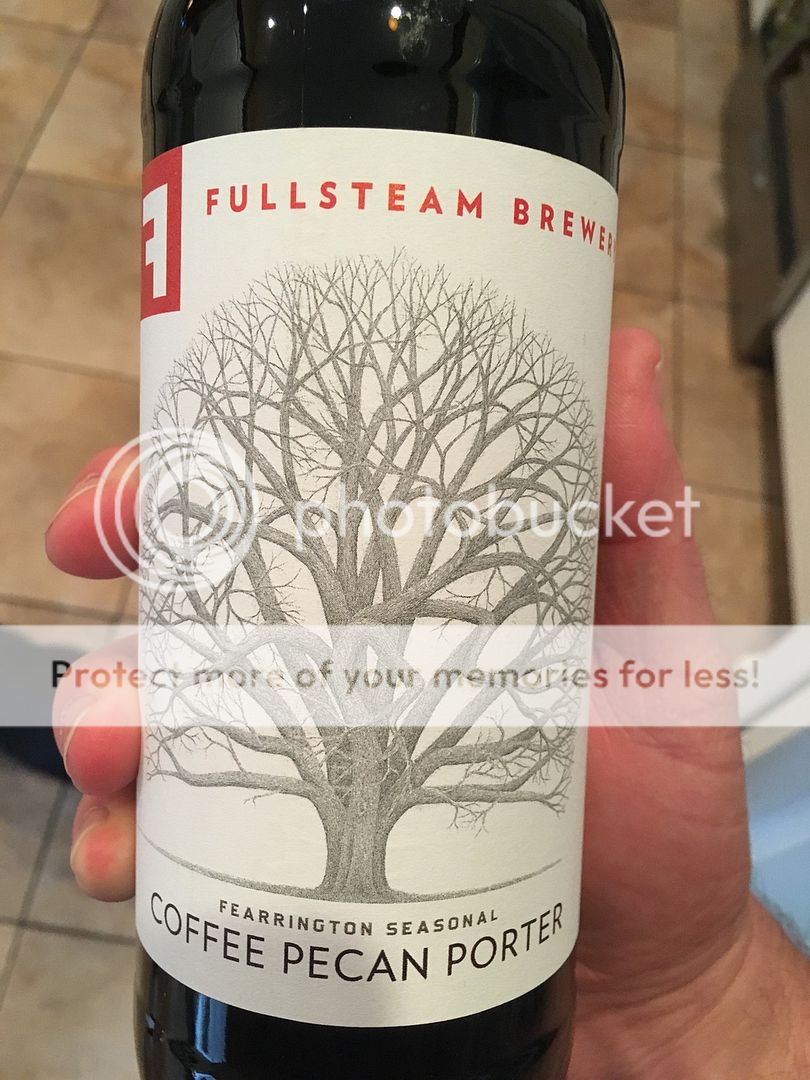 F
FULLSTEAM BREWER
photobucket
Protect more of your memories for less!
FEARRINGTON SEASONAL
COFFEE PECAN PORTER